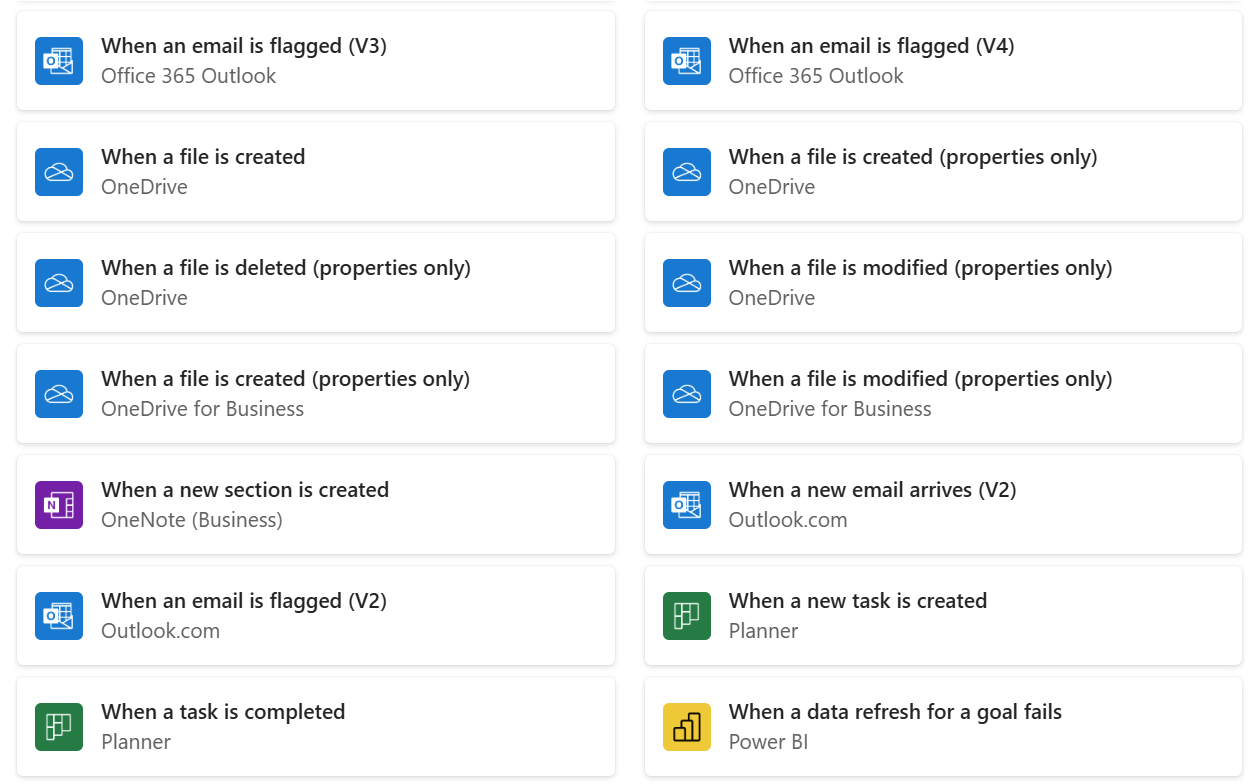 When an email is flagged (V3)
Office 365 Outlook
When an email is flagged (V4)
Office 365 Outlook
When a file is created
OneDrive
When a file is created (properties only)
OneDrive
When a file is deleted (properties only)
OneDrive
When a file is modified (properties only)
OneDrive
When a file is created (properties only)
OneDrive for Business
When a file is modified (properties only)
OneDrive for Business
N
When a new section is created
OneNote (Business)
When a new email arrives (V2)
Outlook.com
When an email is flagged (V2)
Outlook.com
When a new task is created
Planner
When a task is completed
Planner
When a data refresh for a goal fails
Power BI